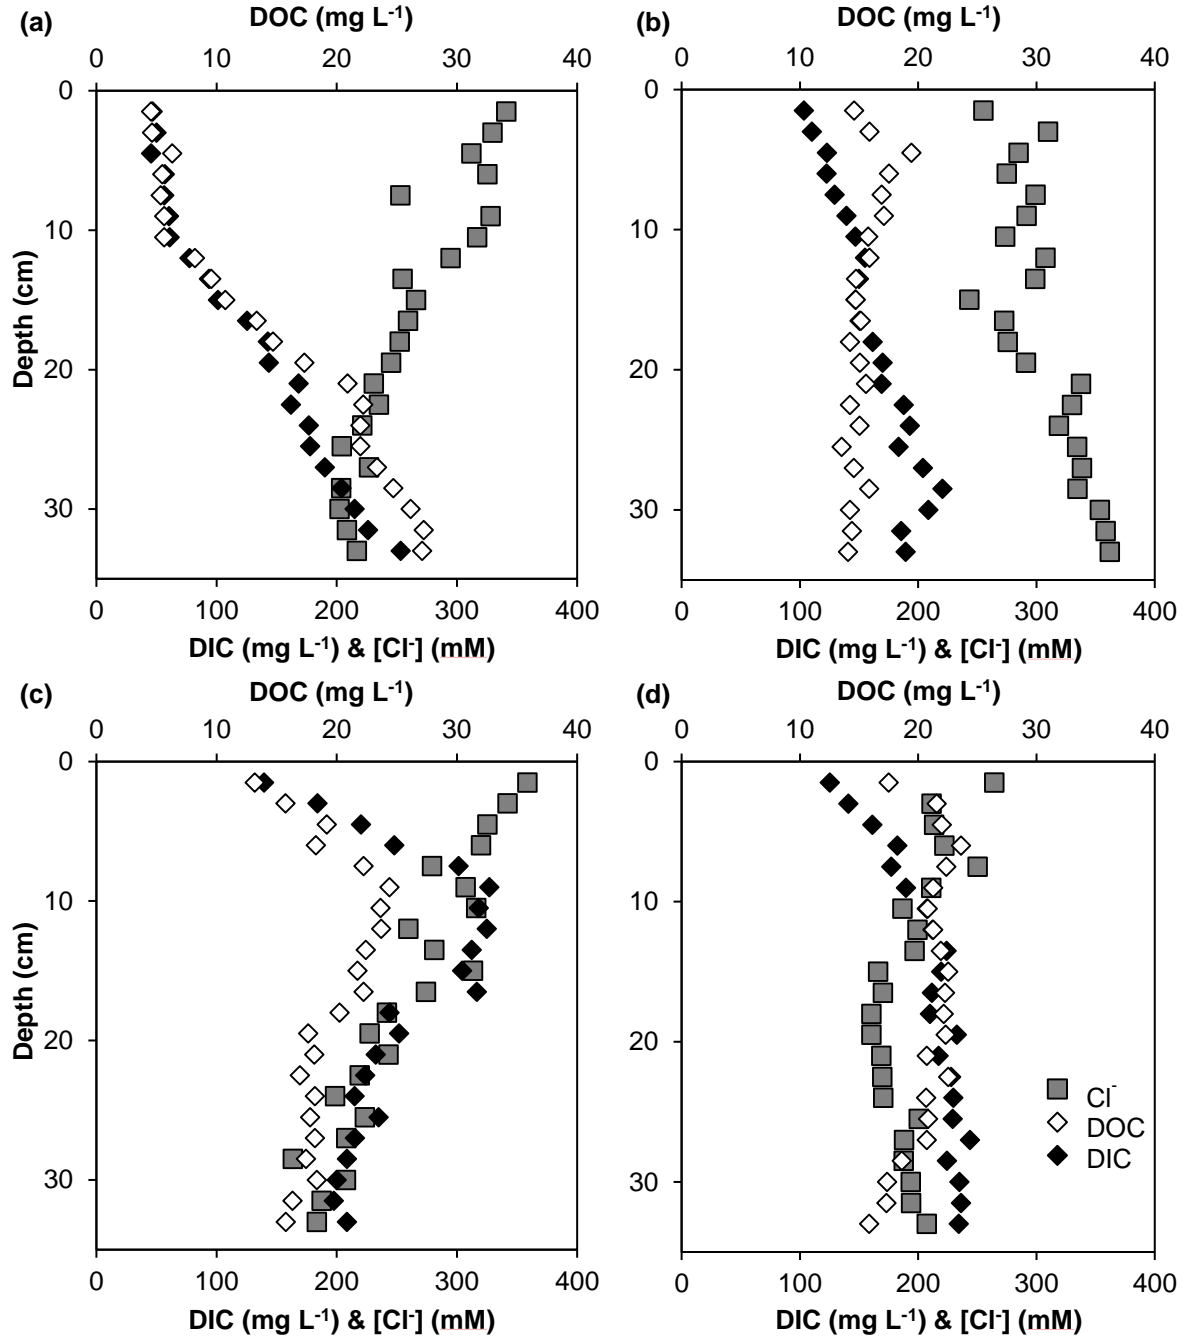 (a) DOC (mg L-1)
0 10 20 30 40
0
10
20
30
Depth (cm)
0 100 200 300 400
DIC (mg L-1) & [Cl-] (mM)
(b) DOC (mg L-1)
0 10 20 30 40
0
10
20
30
0 100 200 300 400
DIC (mg L-1) & [Cl-] (mM)
(c) DOC (mg L-1)
0 10 20 30 40
0
10
20
30
Depth (cm)
0 100 200 300 400
DIC (mg L-1) & [Cl-] (mM)
(d) DOC (mg L-1)
0 10 20 30 40
0
10
20
30
Cl-
DOC
DIC
0 100 200 300 400
DIC (mg L-1) & [Cl-] (mM)